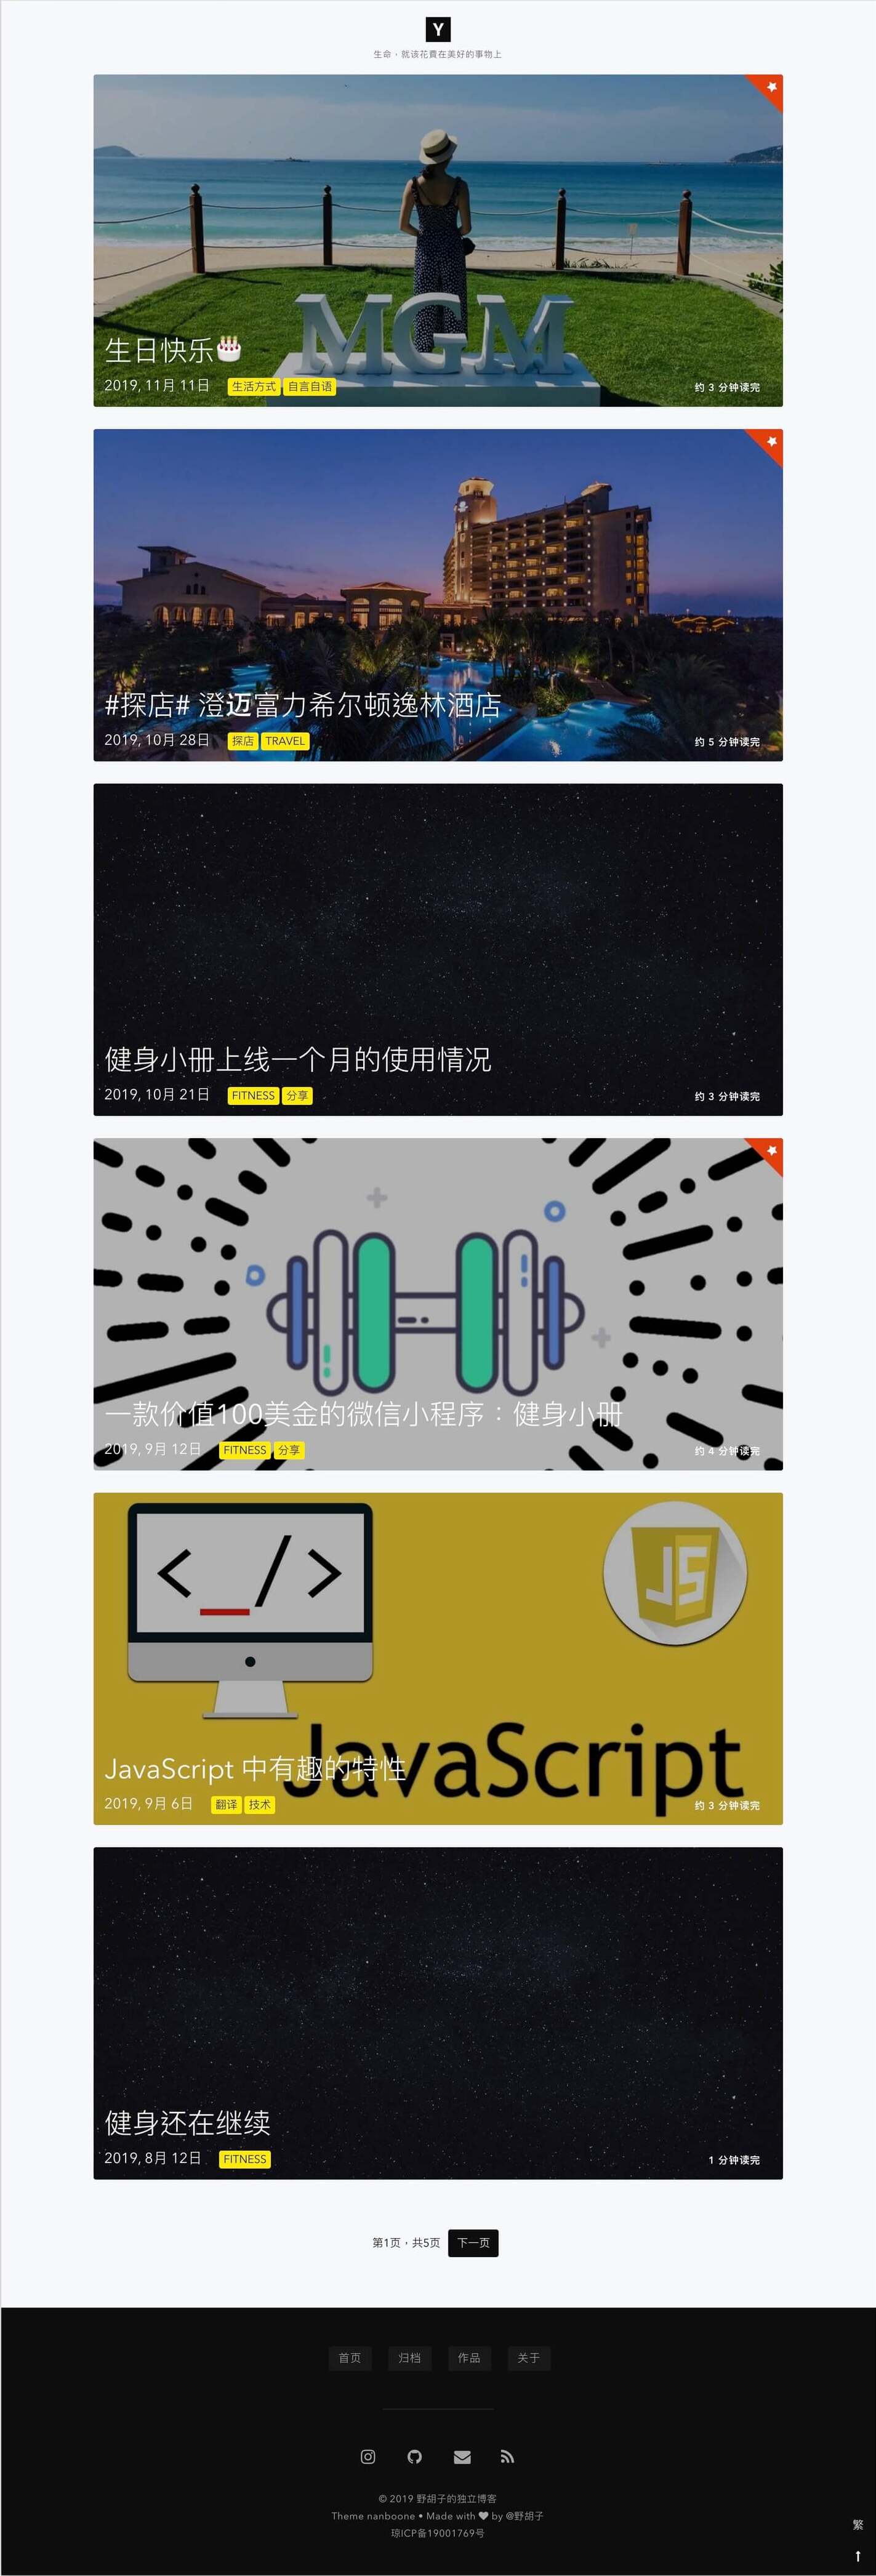 Y
生命，就该花費在美好的事物上
MGM
生日快乐🎂
2019, 11月 11日 生活方式 自言自语 约 3 分钟读完
#探店# 澄迈富力希尔顿逸林酒店
2019, 10月 28日 探店 TRAVEL 约 5 分钟读完
健身小册上线一个月的使用情况
2019, 10月 21日 FITNESS 分享 约 3 分钟读完
一款价值100美金的微信小程序：健身小册
2019, 9月 12日 FITNESS 分享 约 4 分钟读完
<_/>
JS
JavaScript
JavaScript 中有趣的特性
2019, 9月 6日 翻译 技术 约 3 分钟读完
健身还在继续
2019, 8月 12日 FITNESS 1 分钟读完
第1页，共5页 下一页
首页 归档 作品 关于
© 2019 野胡子的独立博客
Theme nanboone • Made with ♥ by @野胡子
琼ICP备19001769号
繁